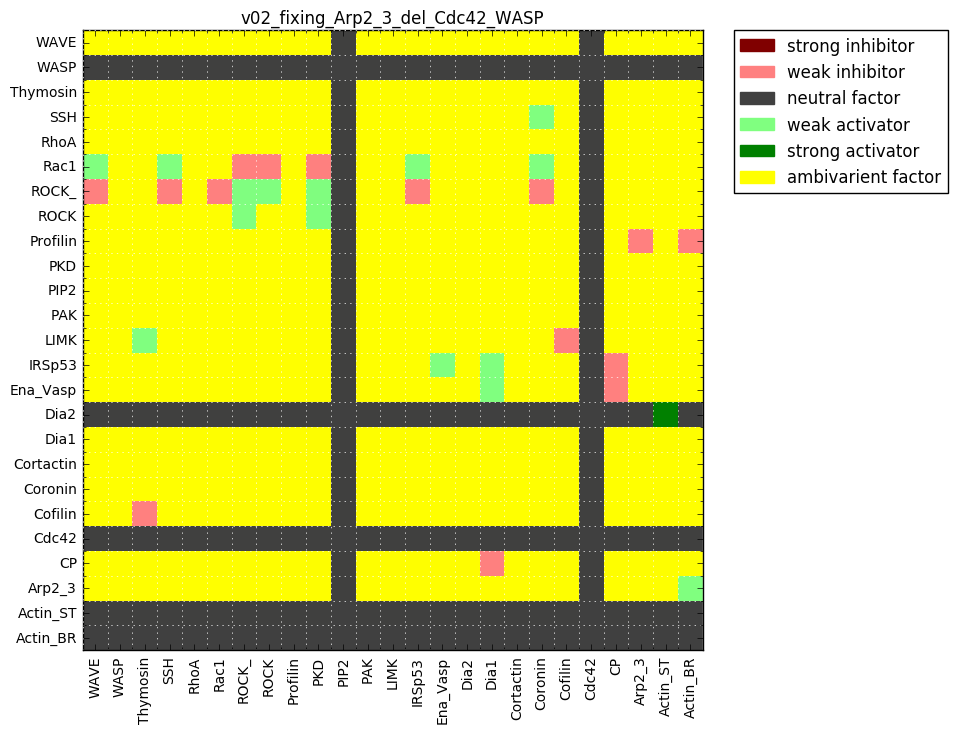 v02_fixing_Arp2_3_del_Cdc42_WASP
WAVE
WASP
Thymosin
SSH
RhoA
Rac1
ROCK_
ROCK
Profilin
PKD
PIP2
PAK
LIMK
IRSp53
Ena_Vasp
Dia2
Dia1
Cortactin
Coronin
Cofilin
Cdc42
CP
Arp2_3
Actin_ST
Actin_BR
WAVE
WASP
Thymosin
SSH
RhoA
Rac1
ROCK_
ROCK
Profilin
PKD
PIP2
PAK
LIMK
IRSp53
Ena_Vasp
Dia2
Dia1
Cortactin
Coronin
Cofilin
Cdc42
CP
Arp2_3
Actin_ST
Actin_BR
strong inhibitor
weak inhibitor
neutral factor
weak activator
strong activator
ambivarient factor